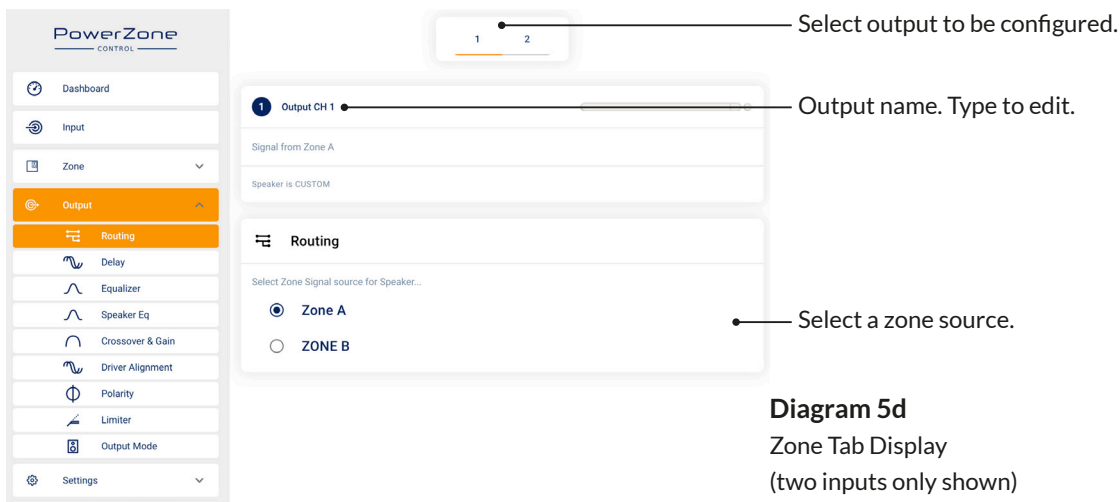 PowerZone
CONTROL
Dashboard
Input
Zone
Output
Routing
Delay
Equalizer
Speaker Eq
Crossover & Gain
Driver Alignment
Polarity
Limiter
Output Mode
Settings
1 2
1 Output CH 1
Signal from Zone A
Speaker is CUSTOM
Routing
Select Zone Signal source for Speaker...
Zone A
ZONE B
Select output to be configured.
Output name. Type to edit.
Select a zone source.
Diagram 5d
Zone Tab Display
(two inputs only shown)